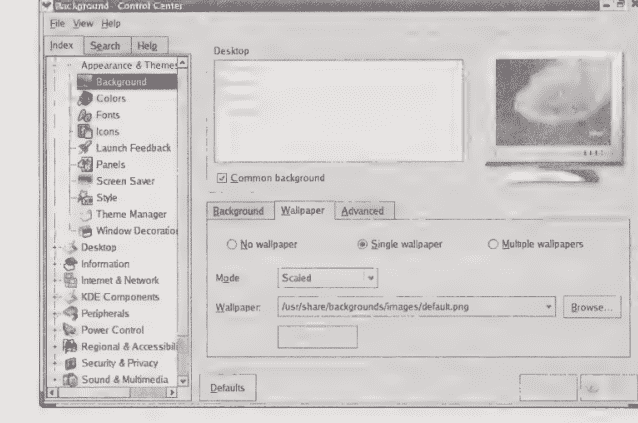 Background - Control Center
File View Help
Index Search Help
Appearance & Themes
Background
Colors
Fonts
Icons
Launch Feedback
Panels
Screen Saver
Style
Theme Manager
Window Decoratio
Desktop
Information
Internet & Network
KDE Components
Peripherals
Power Control
Regional & Accessibili
Security & Privacy
Sound & Multimedia
Desktop
Common background
Background Wallpaper Advanced
No wallpaper Single wallpaper Multiple wallpapers
Mode Scaled
Wallpaper: /usr/share/backgrounds/images/default.png Browse...
Defaults